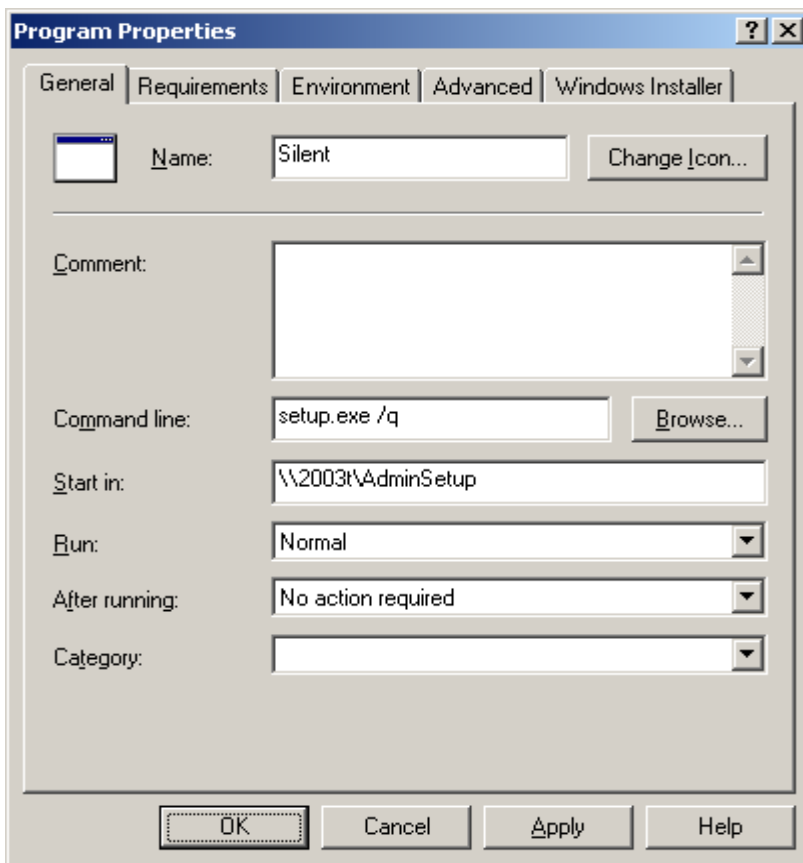 Program Properties
General Requirements Environment Advanced Windows Installer
Name: Silent Change Icon...
Comment:
Command line: setup.exe /q Browse...
Start in: \\2003t\AdminSetup
Run: Normal
After running: No action required
Category:
OK Cancel Apply Help